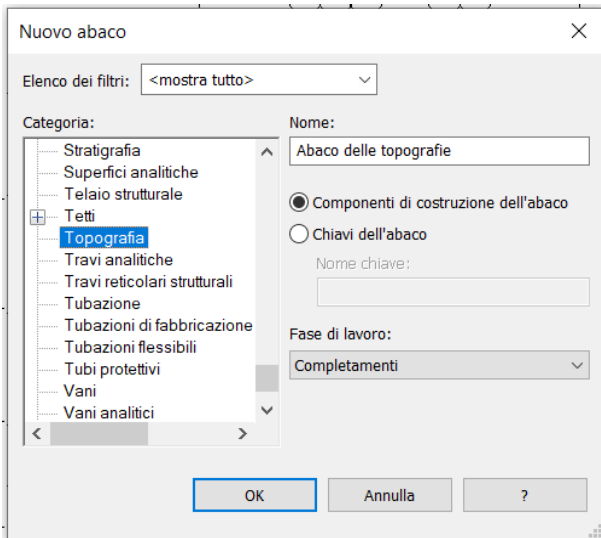 Nuovo abaco
Elenco dei filtri: <mostra tutto>
Categoria:
Stratigrafia
Superfici analitiche
Telaio strutturale
Tetti
Topografia
Travi analitiche
Travi reticolari strutturali
Tubazione
Tubazioni di fabbricazione
Tubazioni flessibili
Tubi protettivi
Vani
Vani analitici
Nome:
Abaco delle topografie
Componenti di costruzione dell'abaco
Chiavi dell'abaco
Nome chiave:
Fase di lavoro:
Completamenti
OK
Annulla
?